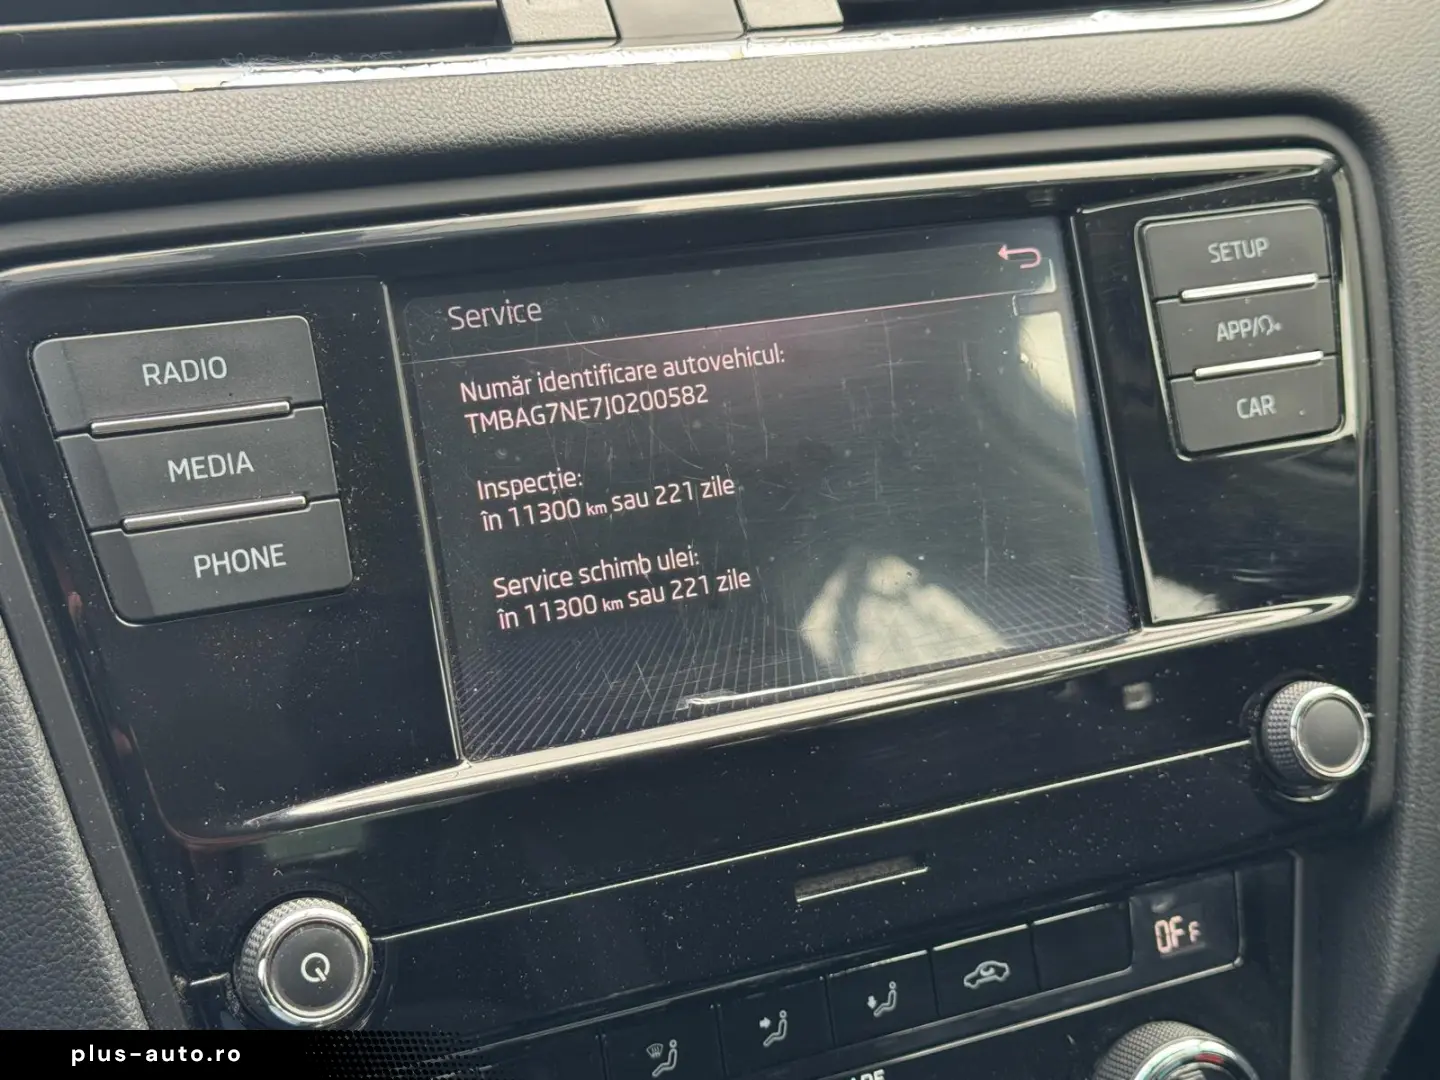 Service
Număr identificare autovehicul:
TMBAG7NE7J0200582
Inspecție:
în 11300 km sau 221 zile
Service schimb ulei:
în 11300 km sau 221 zile
RADIO
MEDIA
PHONE
SETUP
APP/
CAR
OFF
plus-auto.ro